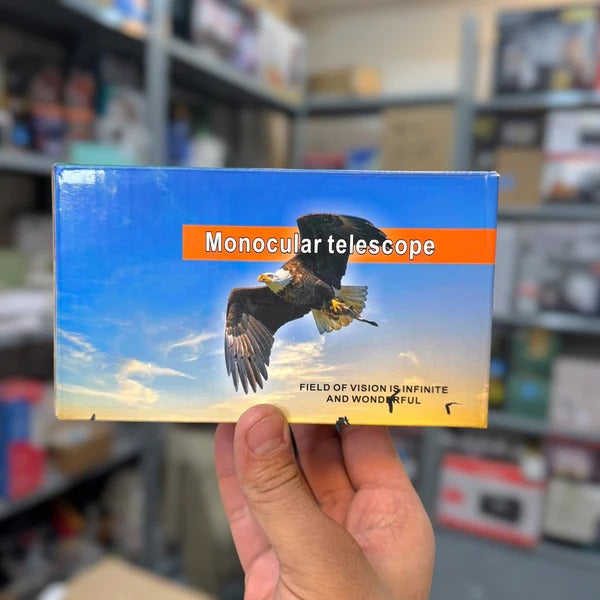 Monocular telescope
FIELD OF VISION IS INFINITE
AND WONDERFUL